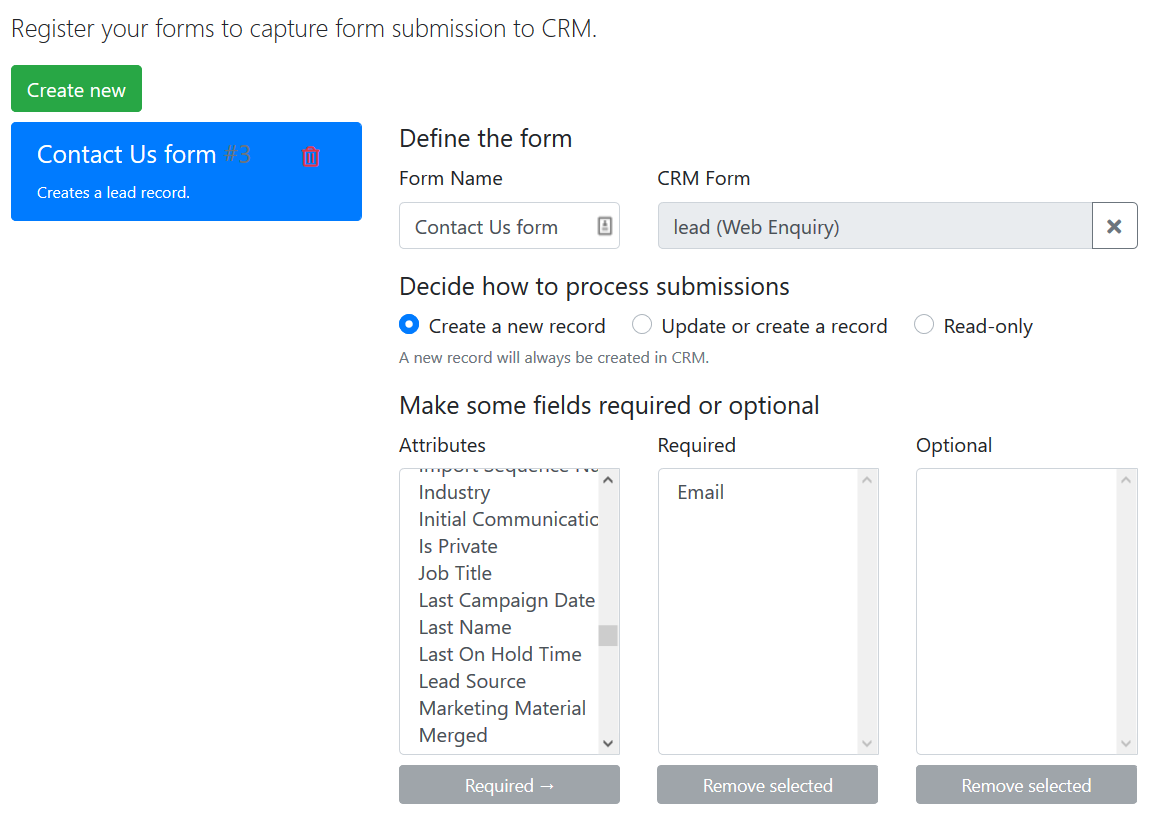 Register your forms to capture form submission to CRM.
Create new
Contact Us form #3
Creates a lead record.
Define the form
Form Name
CRM Form
Contact Us form
lead (Web Enquiry)
Decide how to process submissions
Create a new record
Update or create a record
Read-only
A new record will always be created in CRM.
Make some fields required or optional
Attributes
Required
Optional
Import Sequence Nu
Industry
Initial Communicatio
Is Private
Job Title
Last Campaign Date
Last Name
Last On Hold Time
Lead Source
Marketing Material
Merged
Email
Required →
Remove selected
Remove selected